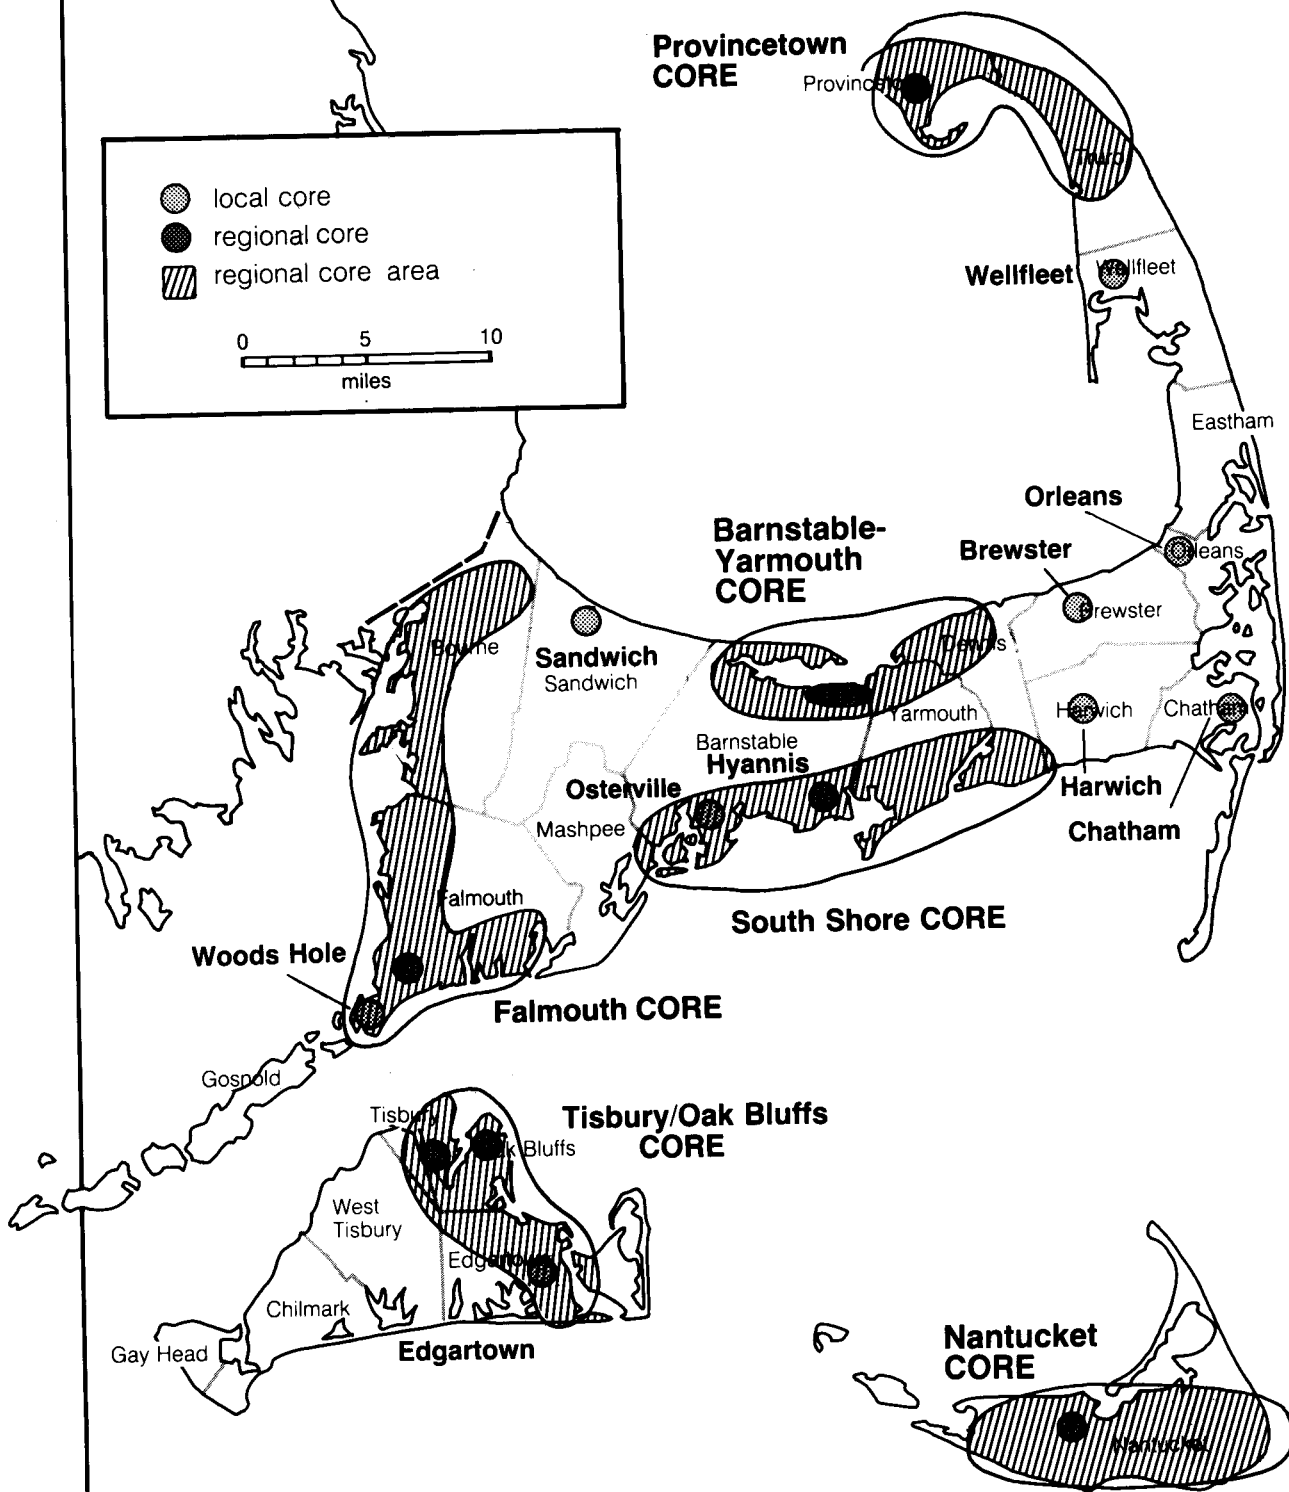 Provincetown
CORE
Provincetown
Truro
local core
regional core
regional core area
0 5 10
miles
Wellfleet
Wellfleet
Eastham
Orleans
Orleans
Barnstable-
Yarmouth
CORE
Brewster
Brewster
Bourne
Dennis
Sandwich
Sandwich
Yarmouth
Harwich
Chatham
Barnstable
Hyannis
Osterville
Harwich
Mashpee
Chatham
Falmouth
South Shore CORE
Woods Hole
Falmouth CORE
Gosnold
Tisbury
Tisbury/Oak Bluffs
CORE
Oak Bluffs
West
Tisbury
Edgartown
Chilmark
Gay Head
Edgartown
Nantucket
CORE
Nantucket